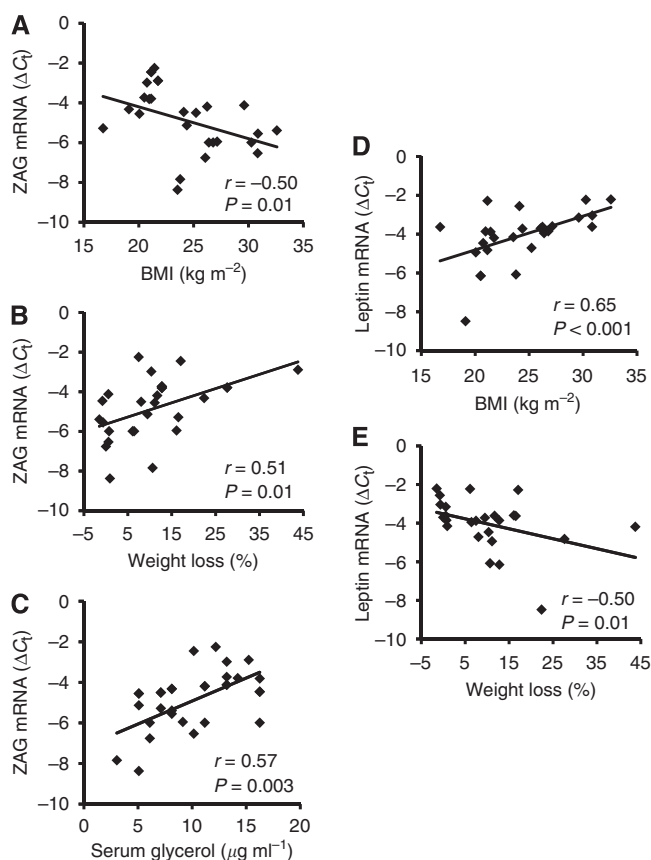 A
ZAG mRNA (ΔCt)
0
−2
−4
−6
−8
−10
r = −0.50
P = 0.01
15 20 25 30 35
BMI (kg m−2)
B
ZAG mRNA (ΔCt)
0
−2
−4
−6
−8
−10
r = 0.51
P = 0.01
−5 5 15 25 35 45
Weight loss (%)
C
ZAG mRNA (ΔCt)
0
−2
−4
−6
−8
−10
r = 0.57
P = 0.003
0 5 10 15 20
Serum glycerol (μg ml−1)
D
Leptin mRNA (ΔCt)
0
−2
−4
−6
−8
−10
r = 0.65
P < 0.001
15 20 25 30 35
BMI (kg m−2)
E
Leptin mRNA (ΔCt)
0
−2
−4
−6
−8
−10
r = −0.50
P = 0.01
−5 5 15 25 35 45
Weight loss (%)